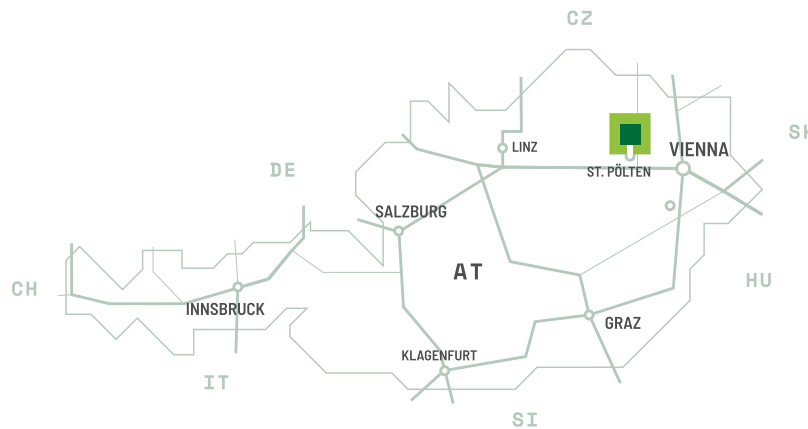 CZ
SK
LINZ
VIENNA
ST. PÖLTEN
DE
SALZBURG
AT
HU
CH
INNSBRUCK
GRAZ
KLAGENFURT
IT
SI